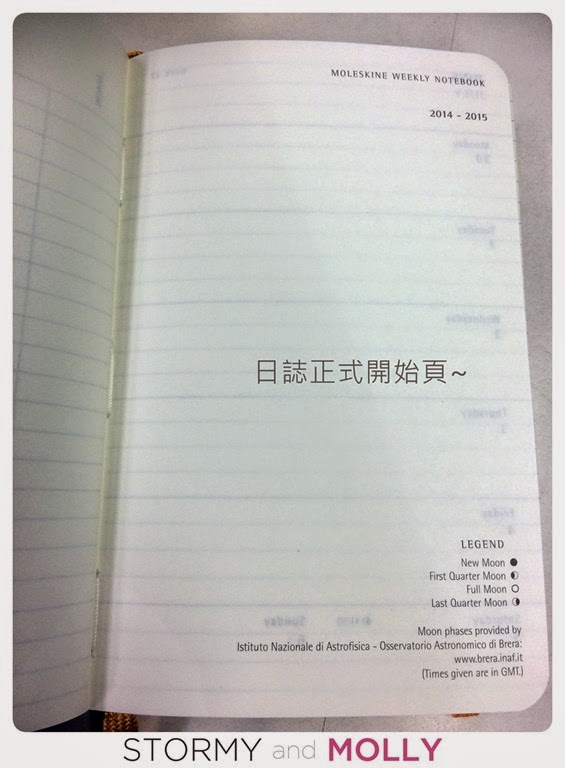 MOLESKINE WEEKLY NOTEBOOK
2014 - 2015
日誌正式開始頁~
LEGEND
New Moon ●
First Quarter Moon ◐
Full Moon ○
Last Quarter Moon ◑
Moon phases provided by
Istituto Nazionale di Astrofisica - Osservatorio Astronomico di Brera:
www.brera.inaf.it
(Times given are in GMT.)
STORMY and MOLLY